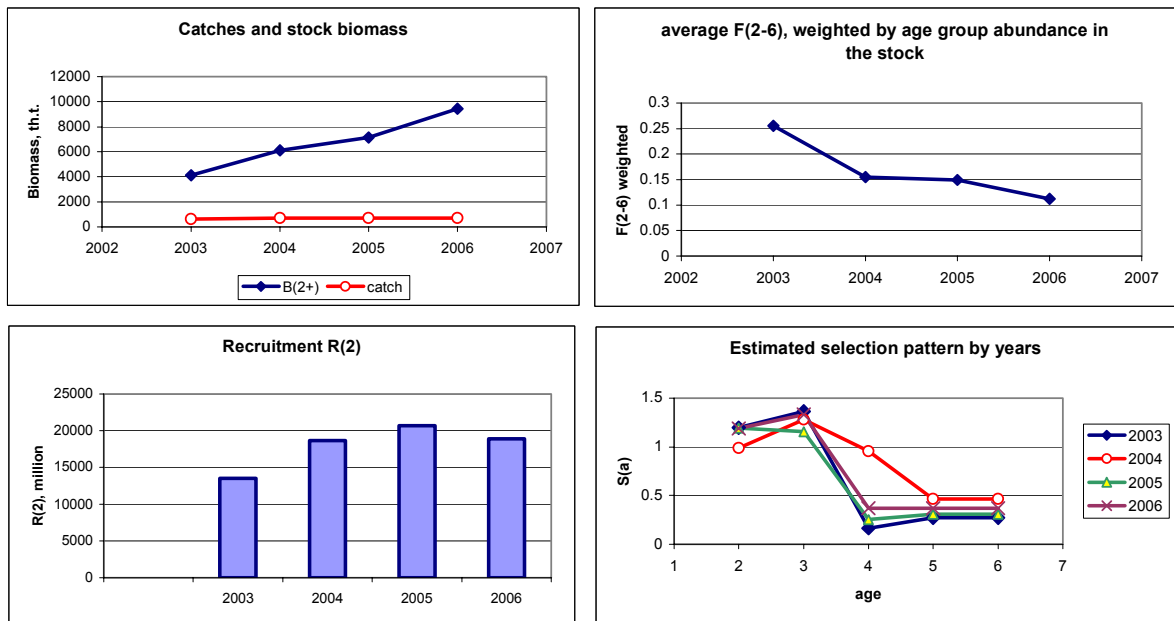 Catches and stock biomass
Biomass, th.t.
12000
10000
8000
6000
4000
2000
0
2002 2003 2004 2005 2006 2007
B(2+) catch
average F(2-6), weighted by age group abundance in
the stock
F(2-6) weighted
0.3
0.25
0.2
0.15
0.1
0.05
0
2002 2003 2004 2005 2006 2007
Recruitment R(2)
R(2), million
25000
20000
15000
10000
5000
0
2003 2004 2005 2006
Estimated selection pattern by years
S(a)
1.5
1
0.5
0
1 2 3 4 5 6 7
age
2003
2004
2005
2006